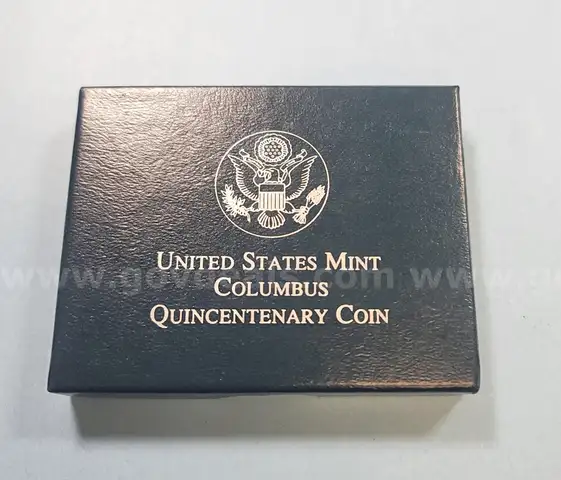 UNITED STATES MINT
COLUMBUS
QUINCENTENARY COIN